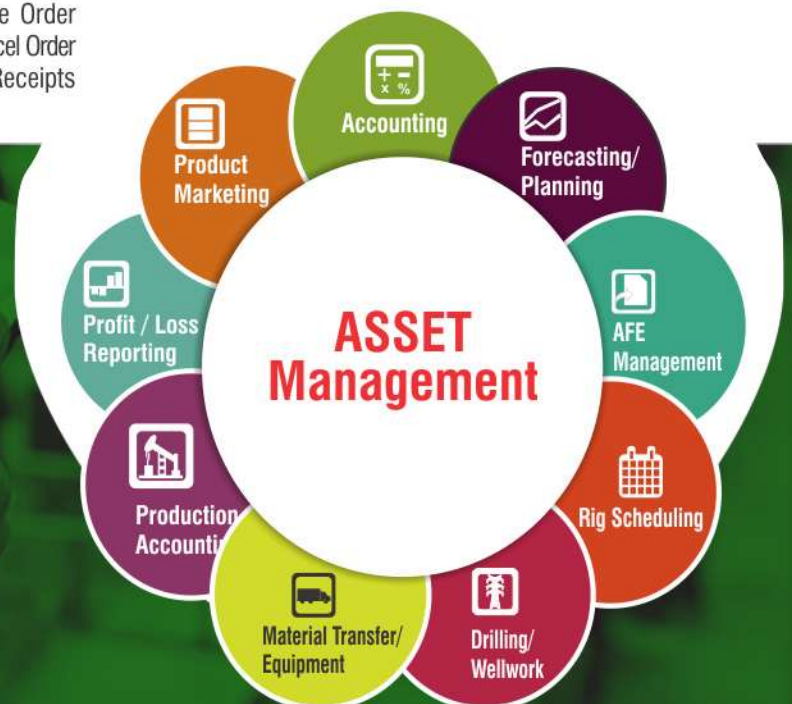 Order
Order
Receipts
Accounting
Forecasting/
Planning
AFE
Management
Rig Scheduling
Drilling/
Wellwork
Material Transfer/
Equipment
Production
Profit / Loss
Reporting
Product
Marketing
ASSET
Management